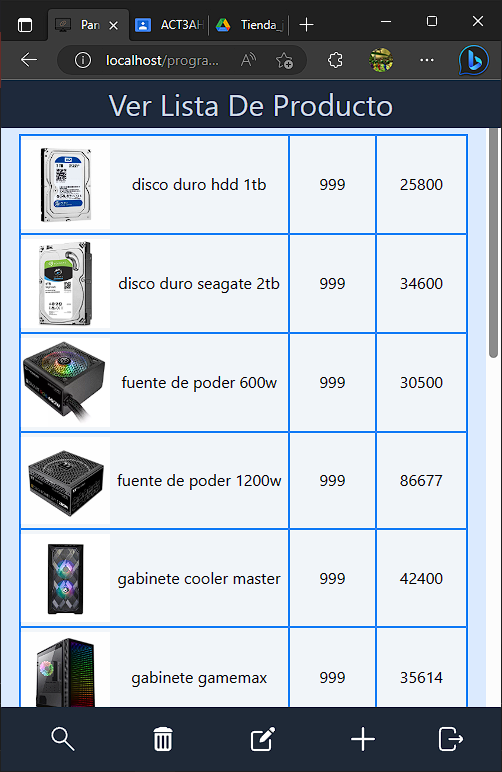 Pan
ACT3AH
Tienda_j
localhost/progra...
Ver Lista De Producto
disco duro hdd 1tb 999 25800
disco duro seagate 2tb 999 34600
fuente de poder 600w 999 30500
fuente de poder 1200w 999 86677
gabinete cooler master 999 42400
gabinete gamemax 999 35614